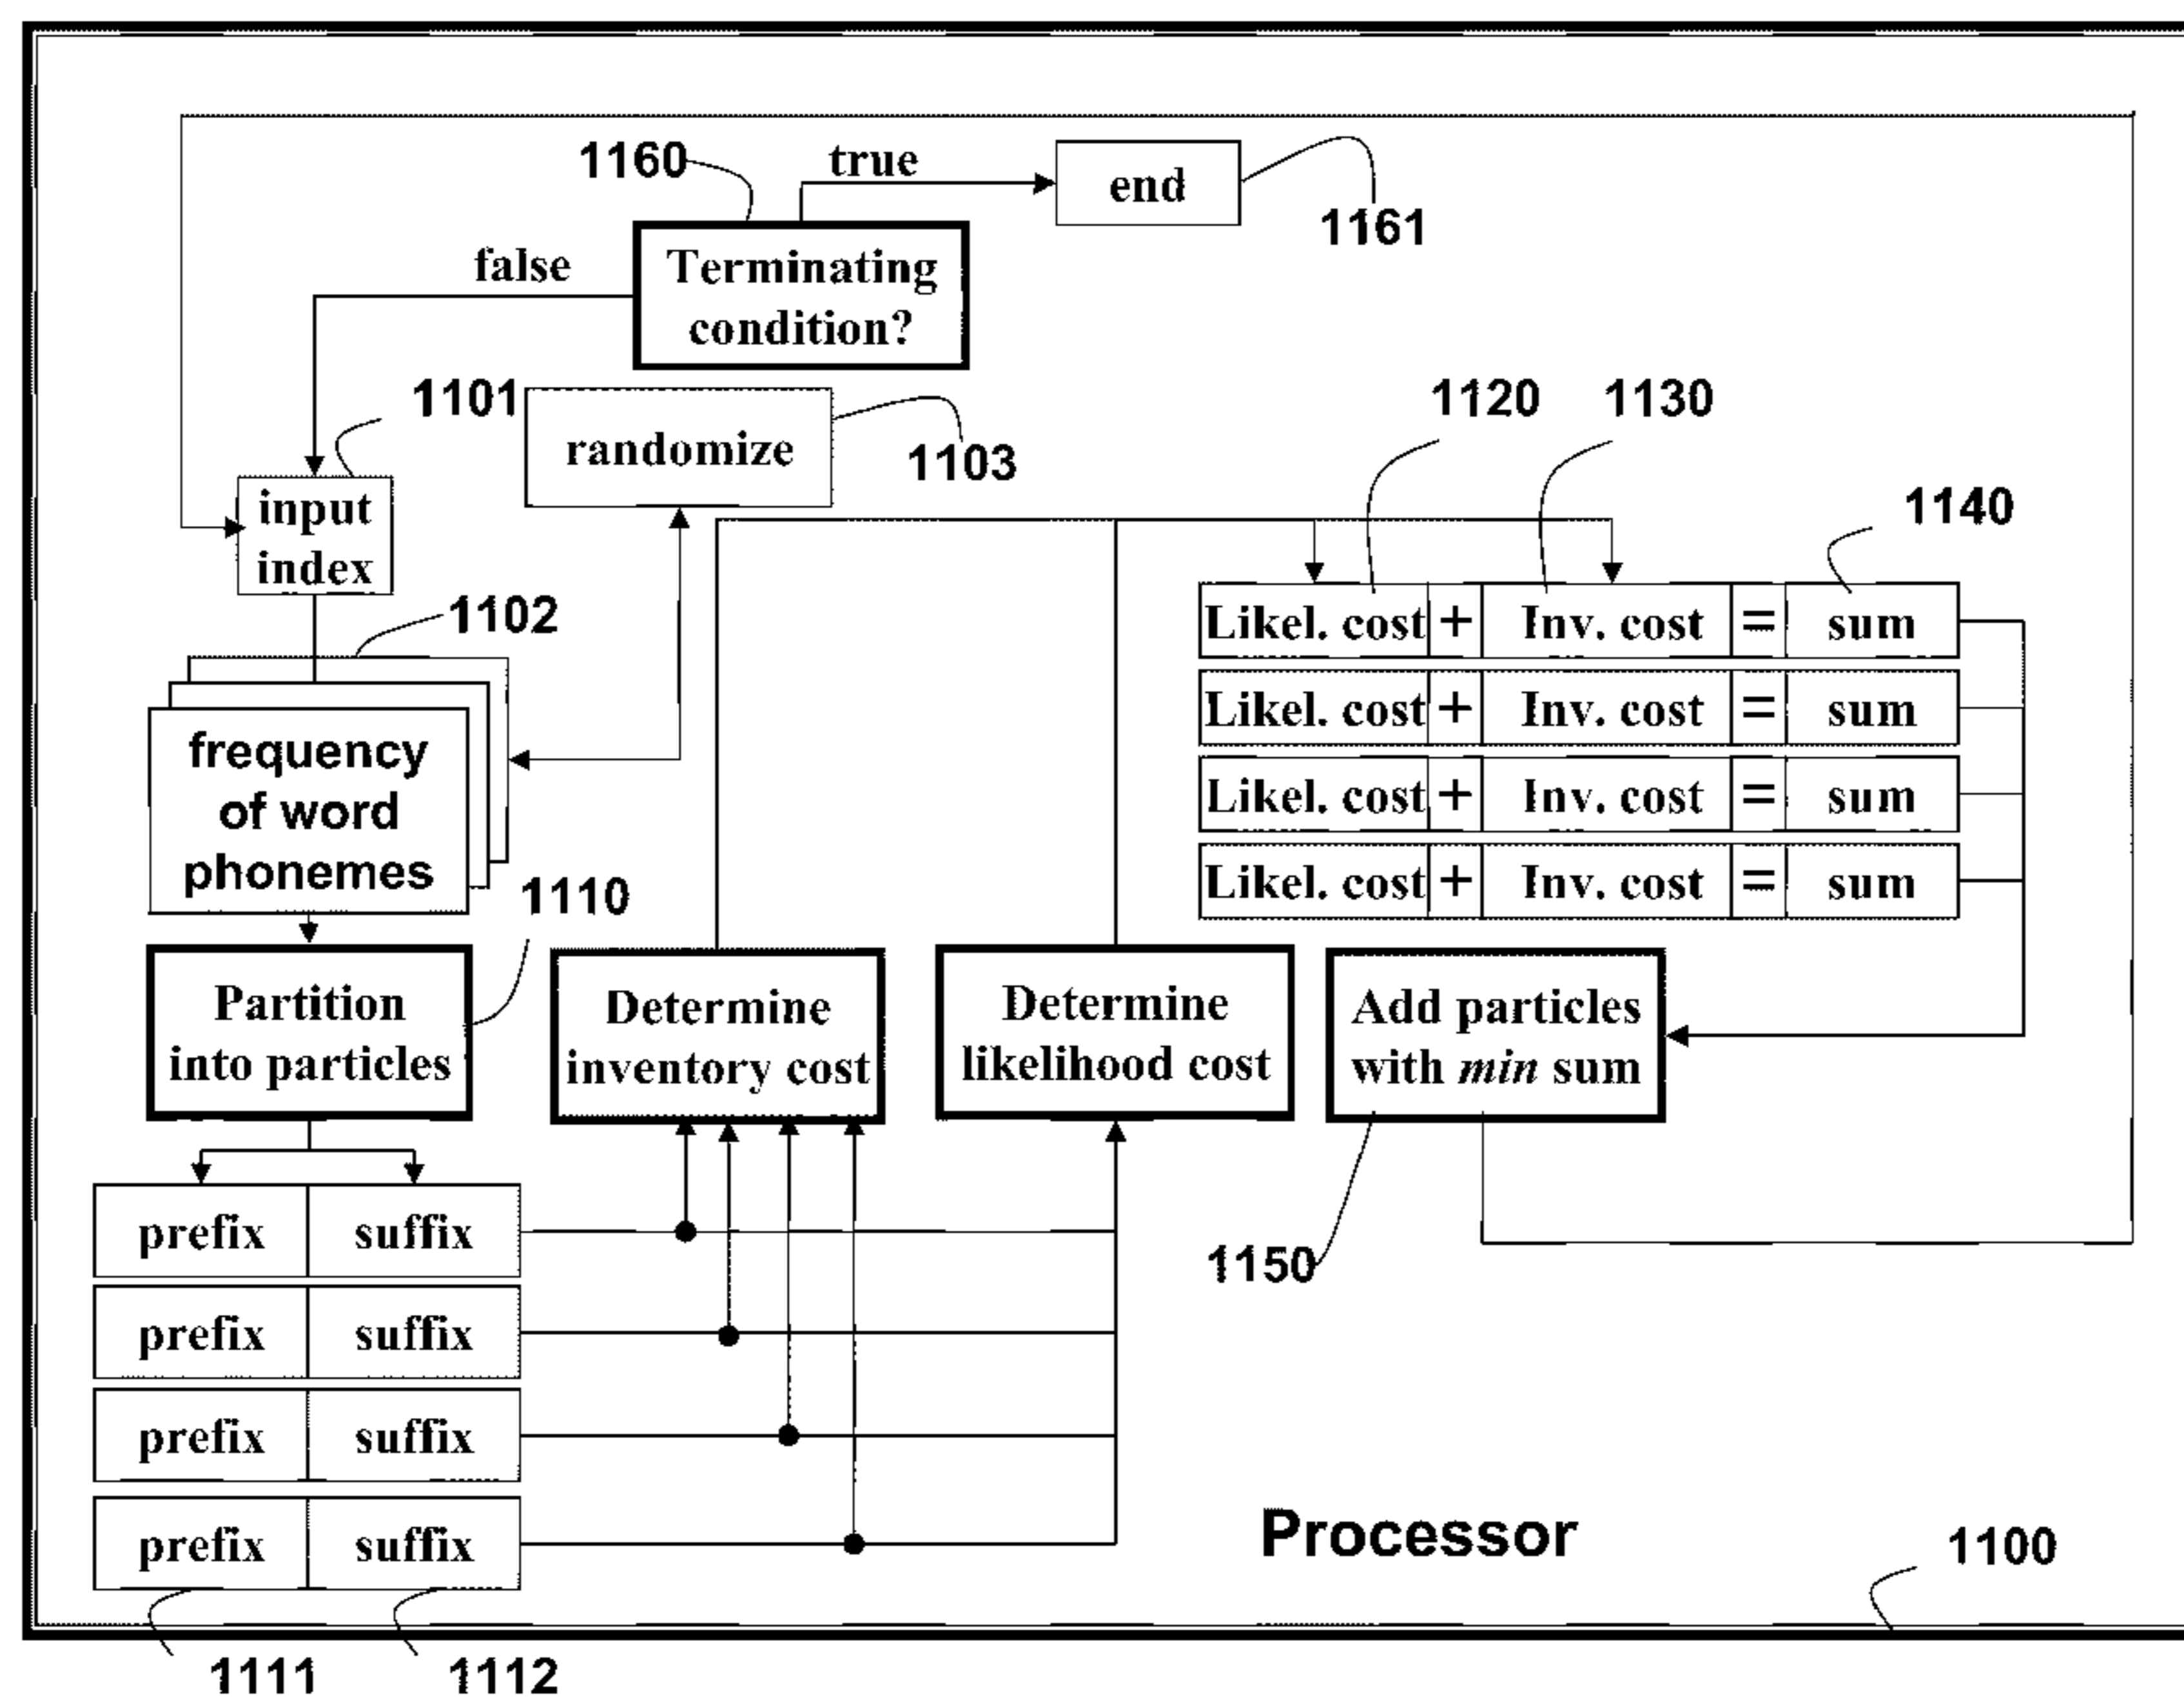 1160
true
end
1161
false
Terminating
condition?
1101
randomize
1103
1120
1130
1140
input
index
1102
Likel. cost + Inv. cost = sum
Likel. cost + Inv. cost = sum
Likel. cost + Inv. cost = sum
Likel. cost + Inv. cost = sum
frequency
of word
phonemes
1110
Partition
into particles
Determine
inventory cost
Determine
likelihood cost
Add particles
with min sum
1150
prefix suffix
prefix suffix
prefix suffix
prefix suffix
Processor
1100
1111
1112